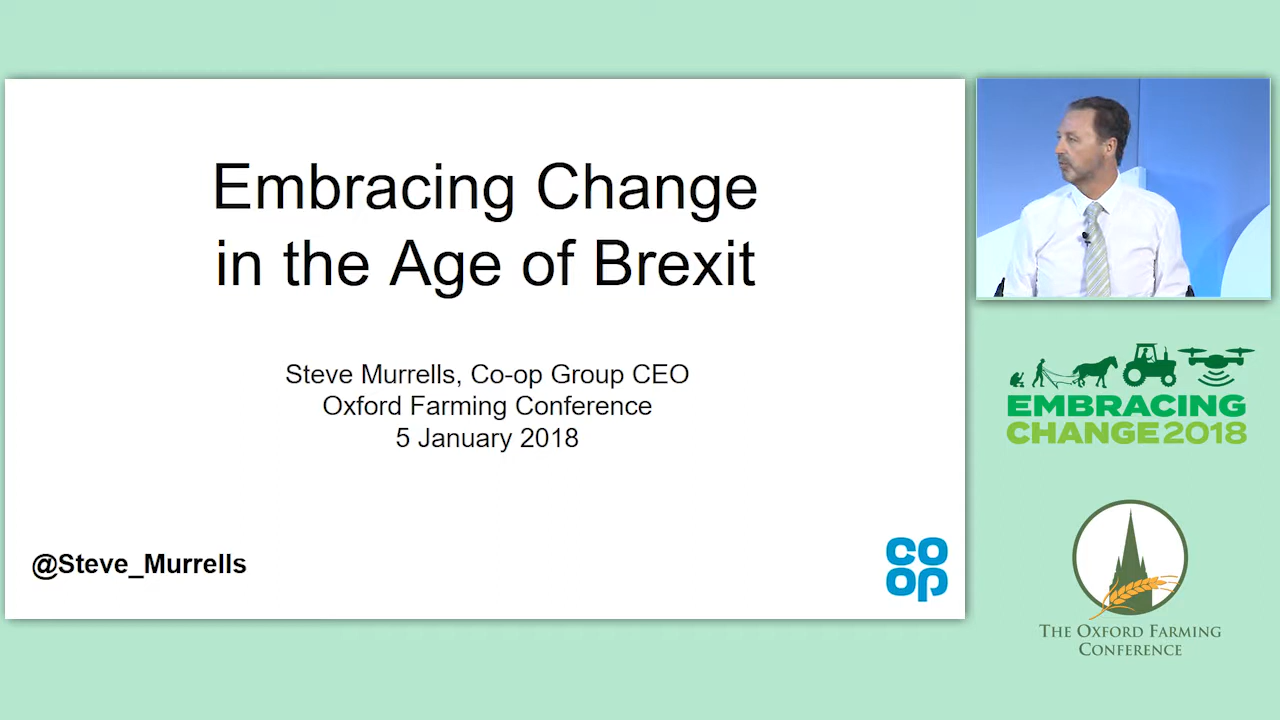 Embracing Change
in the Age of Brexit
Steve Murrells, Co-op Group CEO
Oxford Farming Conference
5 January 2018
@Steve_Murrells
CO
OP
EMBRACING
CHANGE2018
THE OXFORD FARMING
CONFERENCE